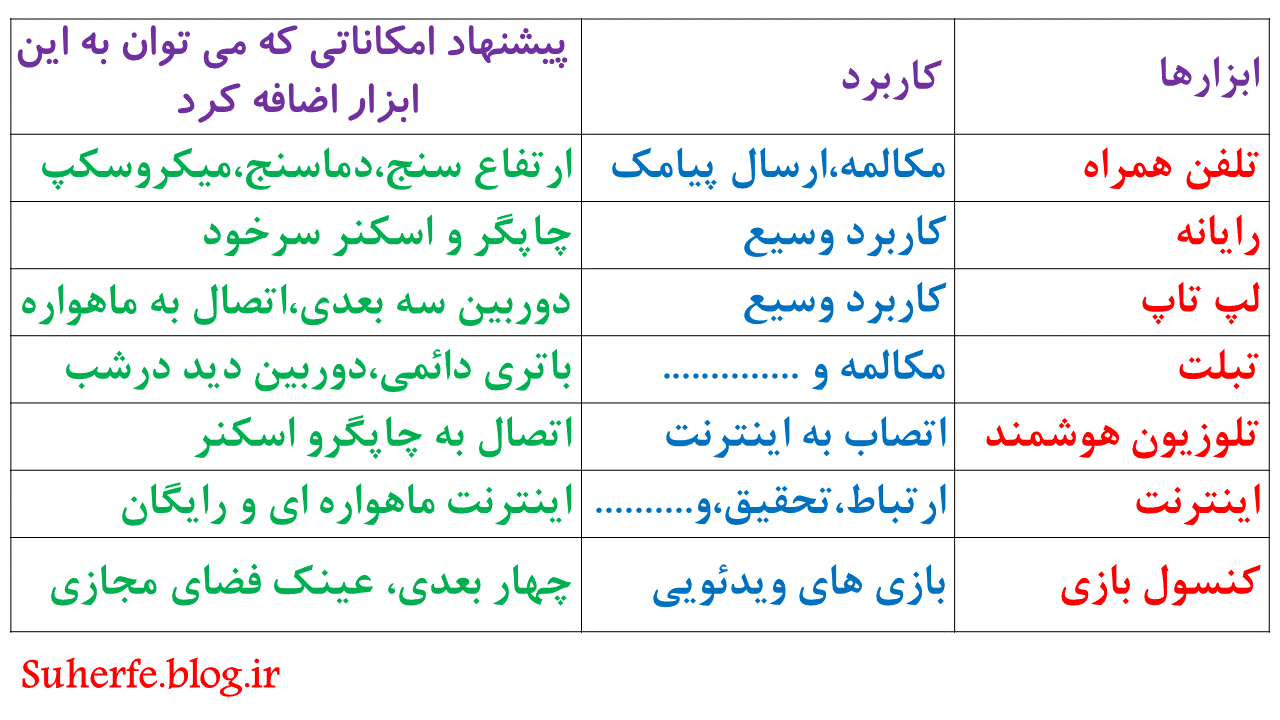 ابزارها
کاربرد
پیشنهاد امکاناتی که می توان به این
ابزار اضافه کرد
تلفن همراه
مکالمه،ارسال پیامک
ارتفاع سنج،دماسنج،میکروسکپ
رایانه
کاربرد وسیع
چاپگر و اسکنر سرخود
لپ تاپ
کاربرد وسیع
دوربین سه بعدی،اتصال به ماهواره
تبلت
مکالمه و ..............
باتری دائمی،دوربین دید درشب
تلوزیون هوشمند
اتصاب به اینترنت
اتصال به چاپگرو اسکنر
اینترنت
ارتباط،تحقیق،و..........
اینترنت ماهواره ای و رایگان
کنسول بازی
بازی های ویدئویی
چهار بعدی، عینک فضای مجازی
Suherfe.blog.ir